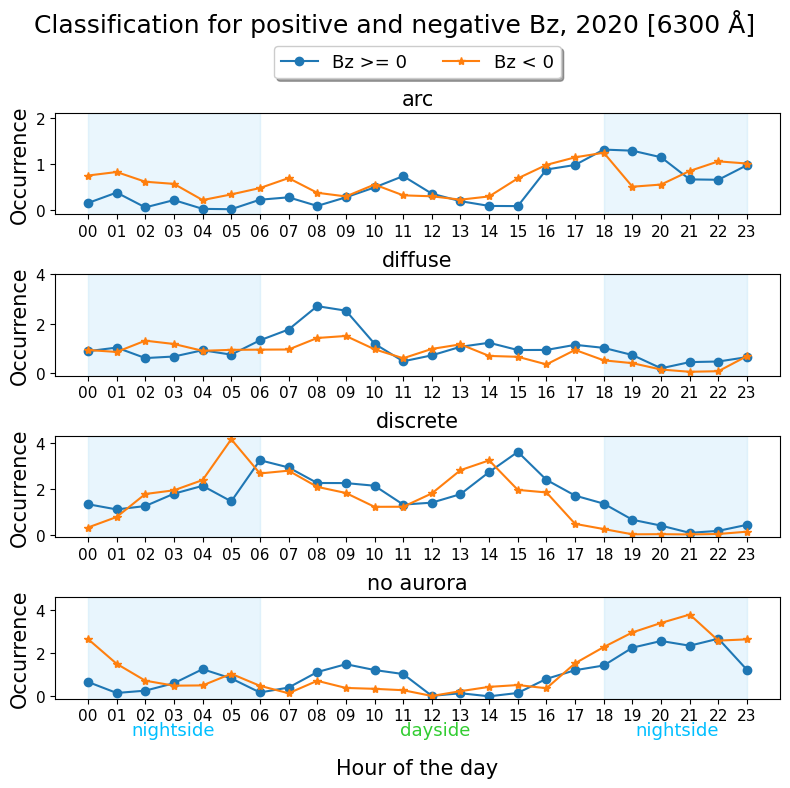 Classification for positive and negative Bz, 2020 [6300 Å]
Bz >= 0 Bz < 0
arc
Occurrence
2
1
0
00 01 02 03 04 05 06 07 08 09 10 11 12 13 14 15 16 17 18 19 20 21 22 23
diffuse
Occurrence
4
2
0
00 01 02 03 04 05 06 07 08 09 10 11 12 13 14 15 16 17 18 19 20 21 22 23
discrete
Occurrence
4
2
0
00 01 02 03 04 05 06 07 08 09 10 11 12 13 14 15 16 17 18 19 20 21 22 23
no aurora
Occurrence
4
2
0
00 01 02 03 04 05 06 07 08 09 10 11 12 13 14 15 16 17 18 19 20 21 22 23
nightside dayside nightside
Hour of the day